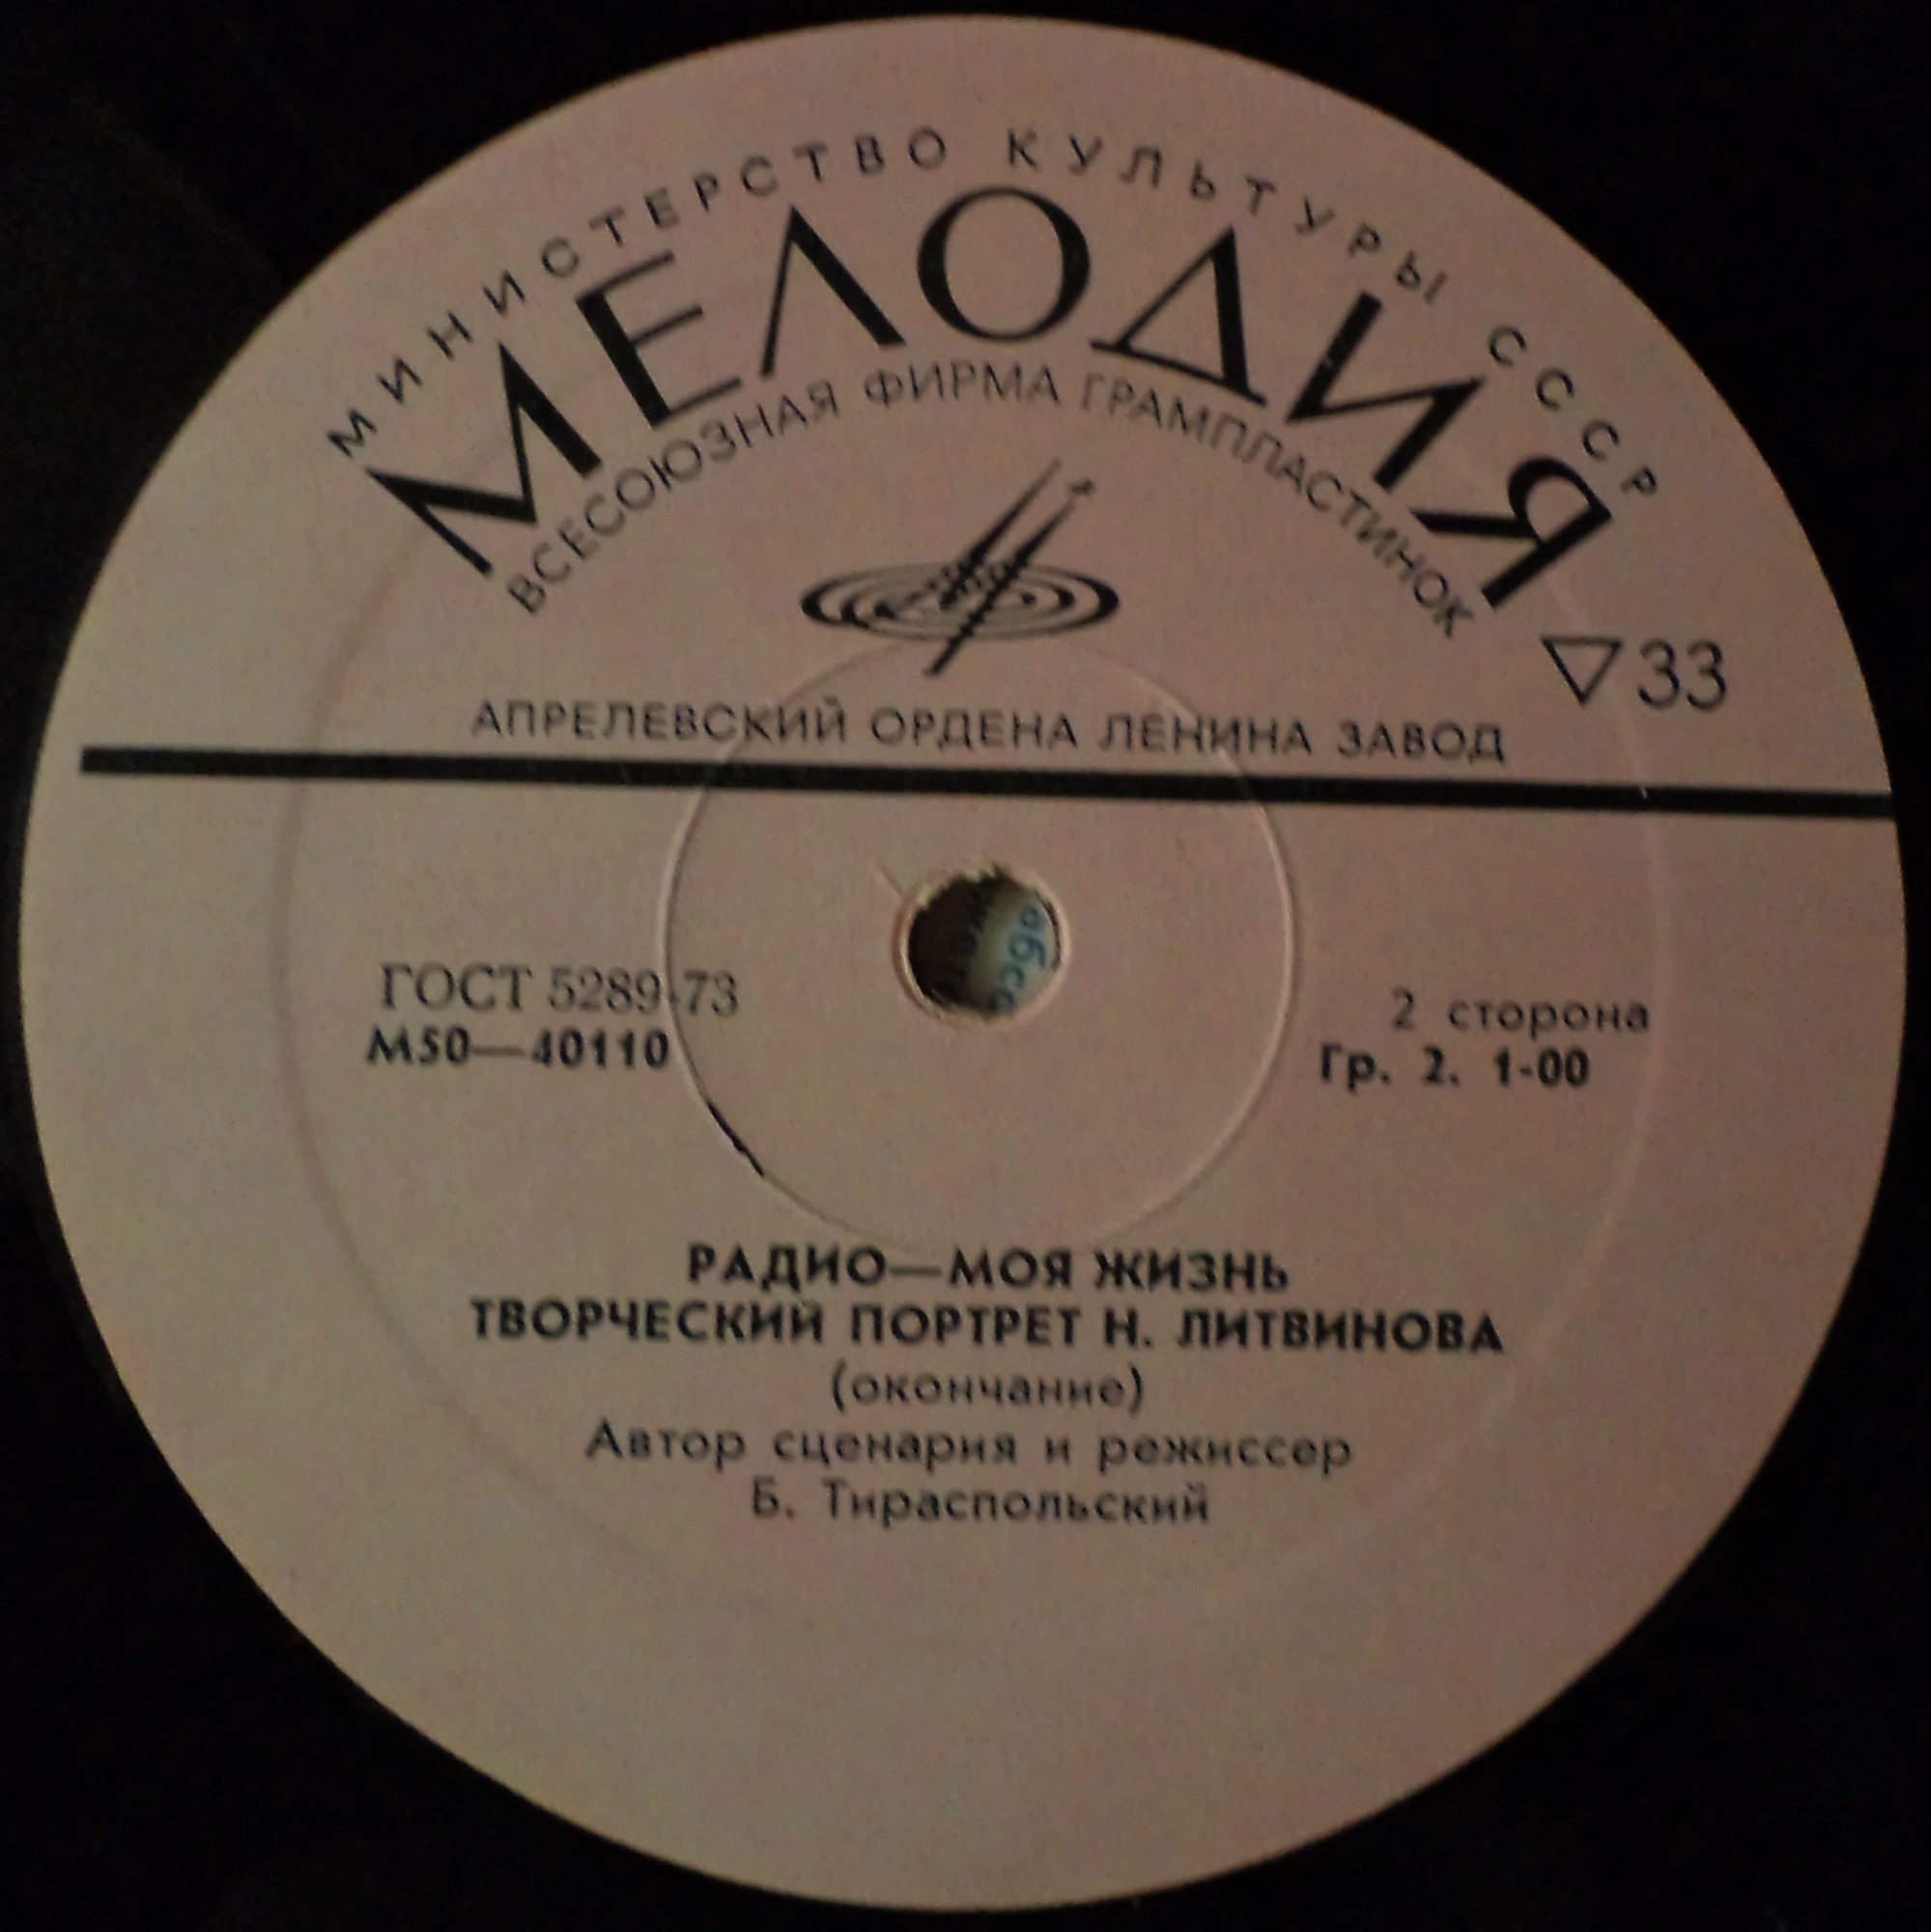 МИНИСТЕРСТВО КУЛЬТУРЫ СССР
МЕЛОДИЯ
ВСЕСОЮЗНАЯ ФИРМА ГРАМПЛАСТИНОК
▽33
АПРЕЛЕВСКИЙ ОРДЕНА ЛЕНИНА ЗАВОД
ГОСТ 5289-73
М50—40110
2 сторона
Гр. 2. 1-00
РАДИО—МОЯ ЖИЗНЬ
ТВОРЧЕСКИЙ ПОРТРЕТ Н. ЛИТВИНОВА
(окончание)
Автор сценария и режиссер
Б. Тираспольский